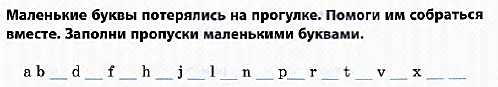 Маленькие буквы потерялись на прогулке. Помоги им собраться
вместе. Заполни пропуски маленькими буквами.
a b __ d __ f __ h __ j __ l __ n __ p __ r __ t __ v __ x __ __